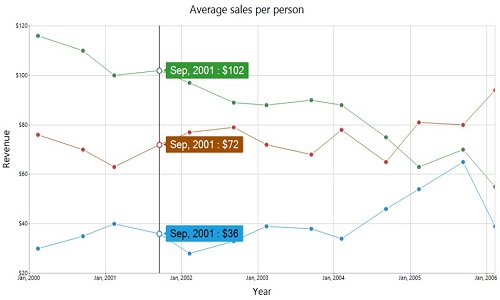 Average sales per person
$120
$100
$80
$60
$40
$20
Revenue
Sep, 2001 : $102
Sep, 2001 : $72
Sep, 2001 : $36
Jan, 2000
Jan, 2001
Jan, 2002
Jan, 2003
Jan, 2004
Jan, 2005
Jan, 2006
Year